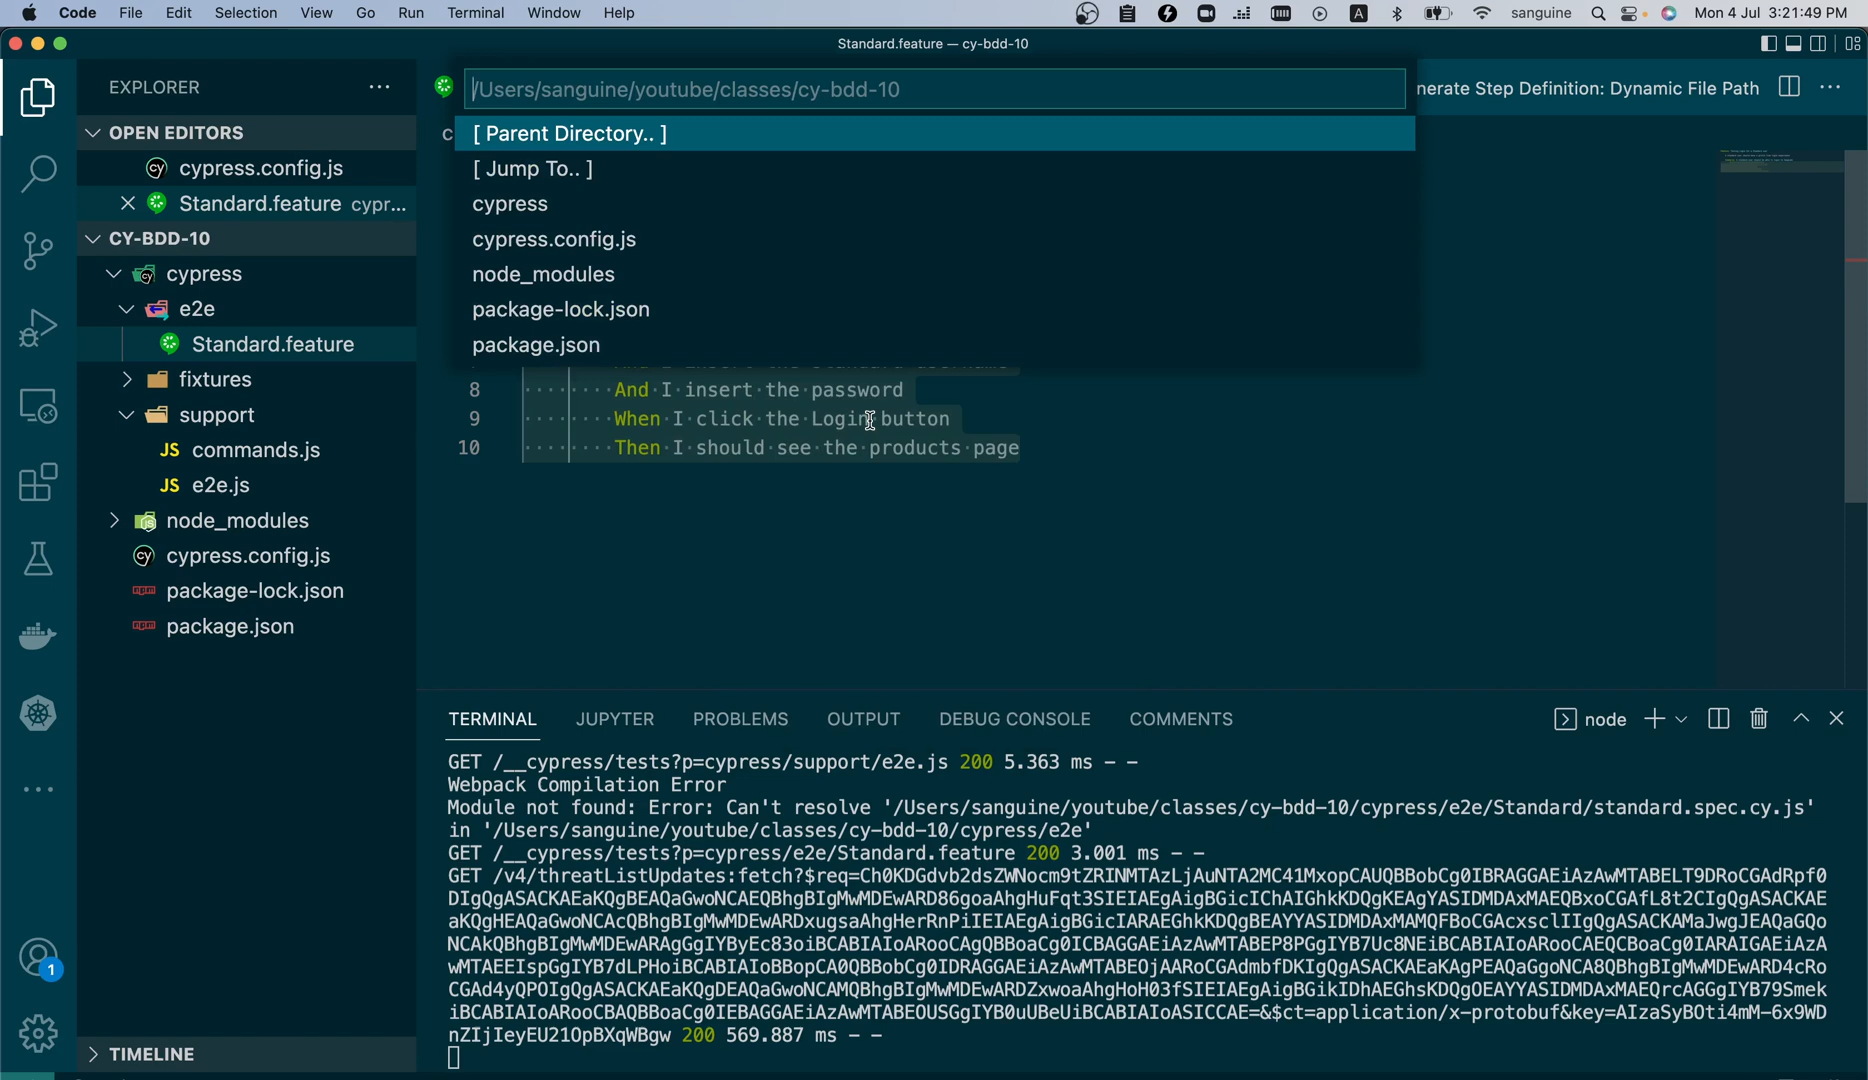 Code File Edit Selection View Go Run Terminal Window Help
A sanguine Mon 4 Jul 3:21:49 PM
Standard.feature — cy-bdd-10
EXPLORER
/Users/sanguine/youtube/classes/cy-bdd-10
nerate Step Definition: Dynamic File Path
[ Parent Directory.. ]
[ Jump To.. ]
cypress
cypress.config.js
node_modules
package-lock.json
package.json
OPEN EDITORS
cypress.config.js
Standard.feature cypr...
CY-BDD-10
cypress
e2e
Standard.feature
fixtures
support
JS commands.js
JS e2e.js
node_modules
cypress.config.js
package-lock.json
package.json
TIMELINE
8 And I insert the password
9 When I click the Login button
10 Then I should see the products page
TERMINAL JUPYTER PROBLEMS OUTPUT DEBUG CONSOLE COMMENTS
node
GET /__cypress/tests?p=cypress/support/e2e.js 200 5.363 ms - -
Webpack Compilation Error
Module not found: Error: Can't resolve '/Users/sanguine/youtube/classes/cy-bdd-10/cypress/e2e/Standard/standard.spec.cy.js'
in '/Users/sanguine/youtube/classes/cy-bdd-10/cypress/e2e'
GET /__cypress/tests?p=cypress/e2e/Standard.feature 200 3.001 ms - -
200 569.887 ms - -
1